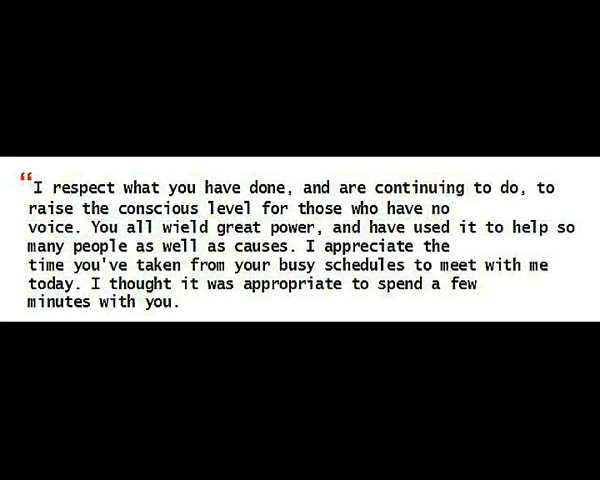 “I respect what you have done, and are continuing to do, to
raise the conscious level for those who have no
voice. You all wield great power, and have used it to help so
many people as well as causes. I appreciate the
time you've taken from your busy schedules to meet with me
today. I thought it was appropriate to spend a few
minutes with you.